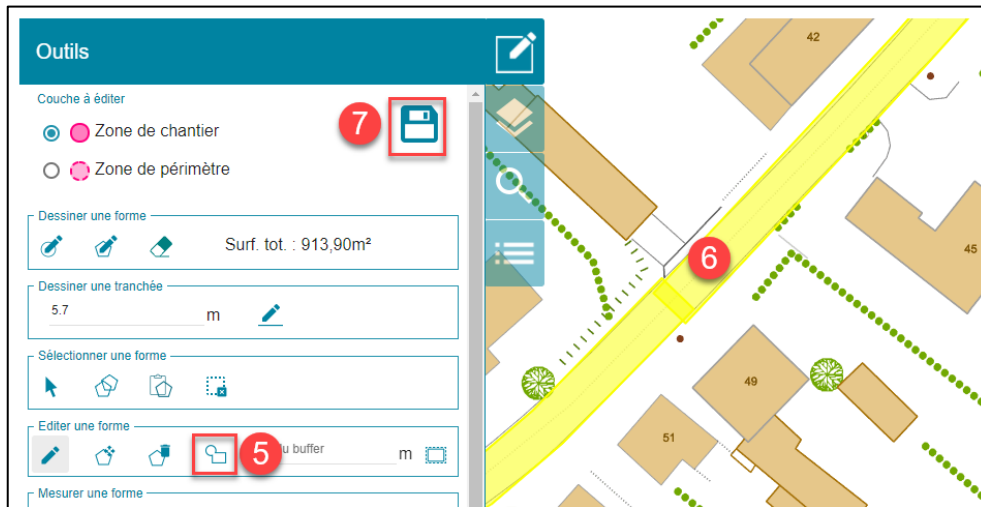 Outils
Couche à éditer
7
Zone de chantier
Zone de périmètre
Dessiner une forme
Surf. tot. : 913,90m²
Dessiner une tranchée
5.7 m
Sélectionner une forme
Editer une forme
5
u buffer m
Mesurer une forme
42
45
6
49
51